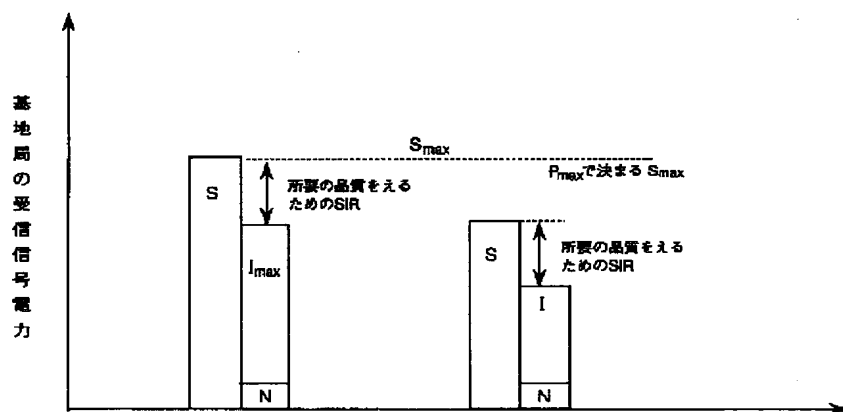 基地局の受信信号電力
Smax
Pmaxで決まる Smax
S
所要の品質をえる
ためのSIR
Imax
N
S
所要の品質をえる
ためのSIR
I
N